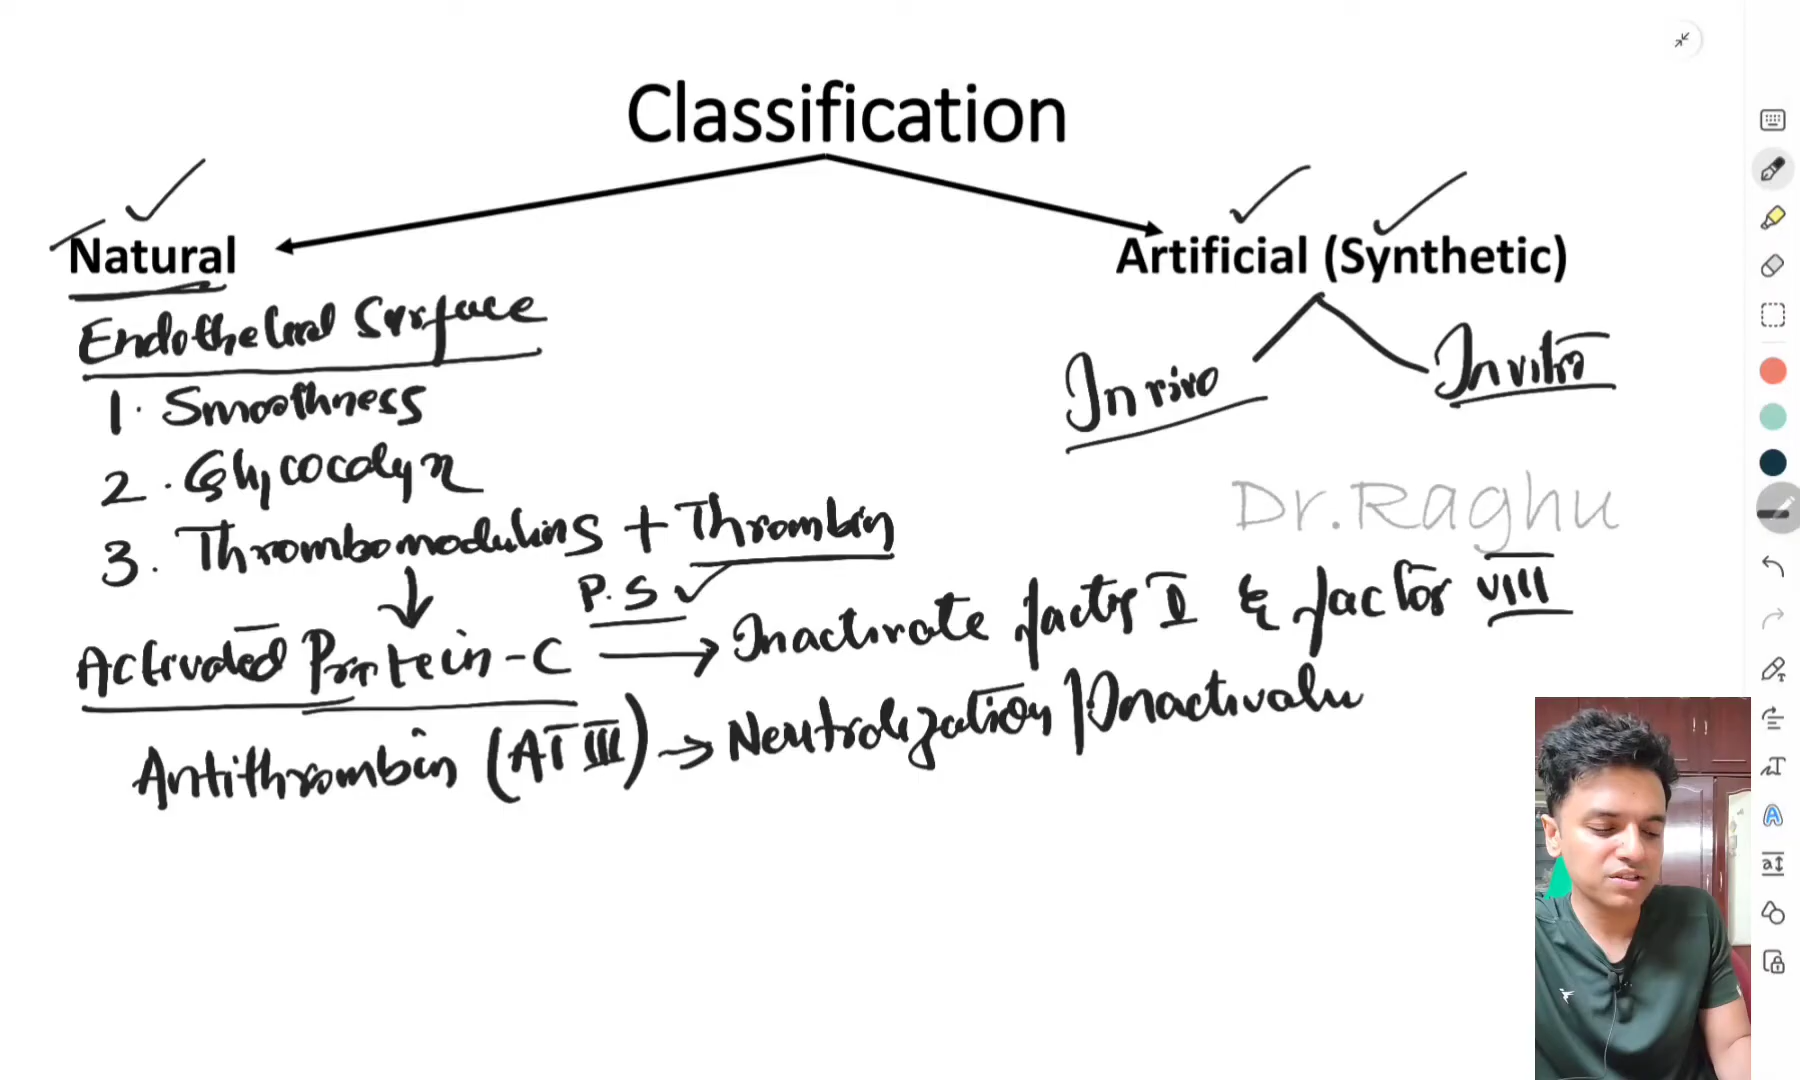 Classification
Natural
Artificial (Synthetic)
Endothelial Surface
In vivo
In vitro
1. Smoothness
2. Glycocalyx
Dr.Raghu
3. Thrombomodulins + Thrombin
P.S
Activated Protein-C → Inactivate factor V & factor VIII
Antithrombin (AT III) → Neutralization / Inactivatn